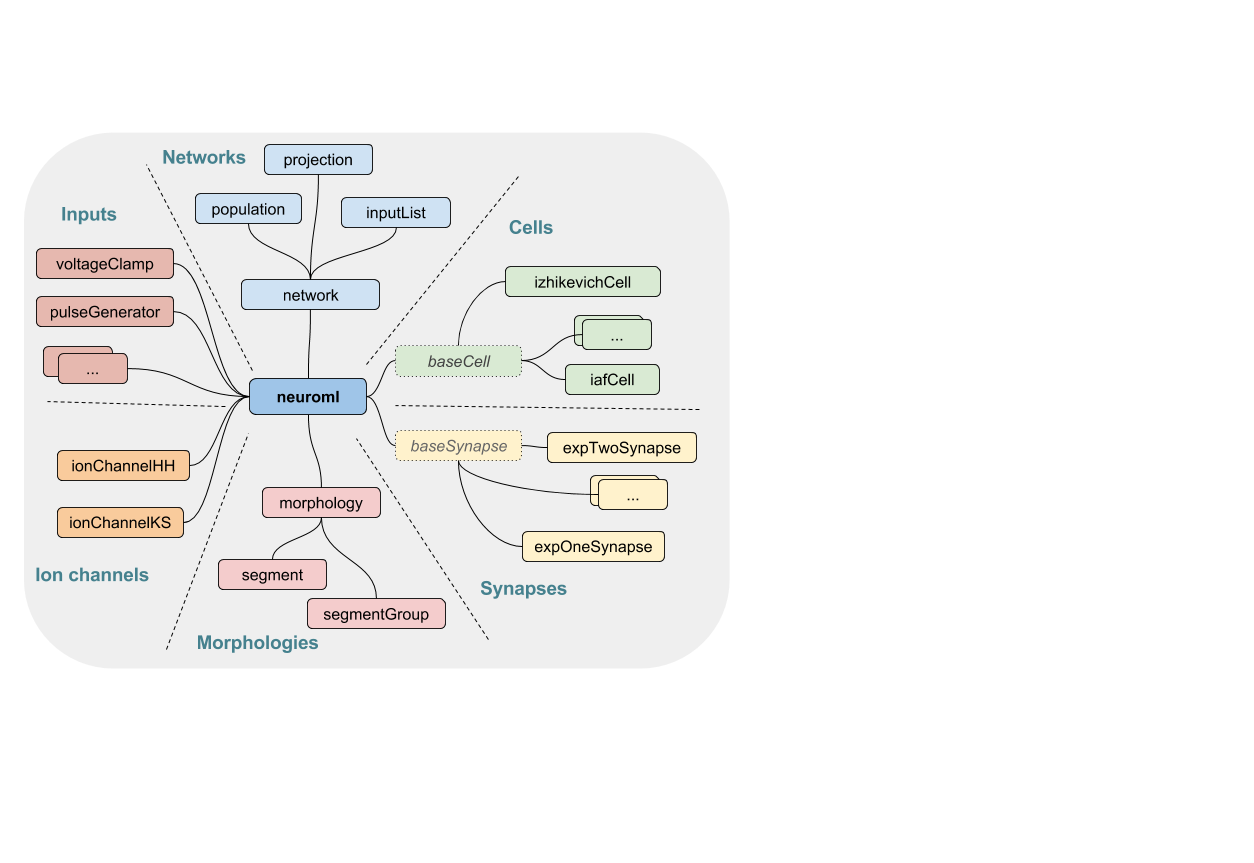 Networks
projection
population
inputList
network
Inputs
voltageClamp
pulseGenerator
...
Cells
izhikevichCell
baseCell
...
iafCell
neuroml
ionChannelHH
ionChannelKS
Ion channels
morphology
segment
segmentGroup
Morphologies
baseSynapse
expTwoSynapse
...
expOneSynapse
Synapses